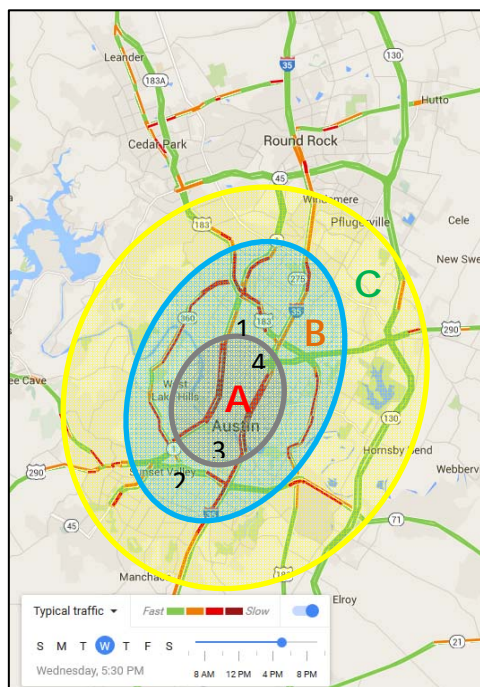 Leander
183A
35
130
Hutto
Cedar Park
Round Rock
45
Windemere
183
Pflugerville
Cele
New Swe
275
C
360
35
1
183
B
290
4
West
Lake Hills
A
ee Cave
Austin
130
3
Hornsby Bend
1
290
Sunset Valley
Webberv
2
35
71
45
Manchac
183
Elroy
Typical traffic
Fast
Slow
21
S M T W T F S
8 AM 12 PM 4 PM 8 PM
Wednesday, 5:30 PM